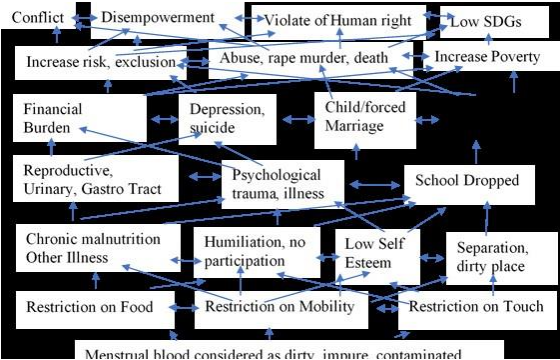 Conflict
Disempowerment
Violate of Human right
Low SDGs
Increase risk, exclusion
Abuse, rape murder, death
Increase Poverty
Financial
Burden
Depression,
suicide
Child/forced
Marriage
Reproductive,
Urinary, Gastro Tract
Psychological
trauma, illness
School Dropped
Chronic malnutrition
Other Illness
Humiliation, no
participation
Low Self
Esteem
Separation,
dirty place
Restriction on Food
Restriction on Mobility
Restriction on Touch
Menstrual blood considered as dirty, impure, contaminated